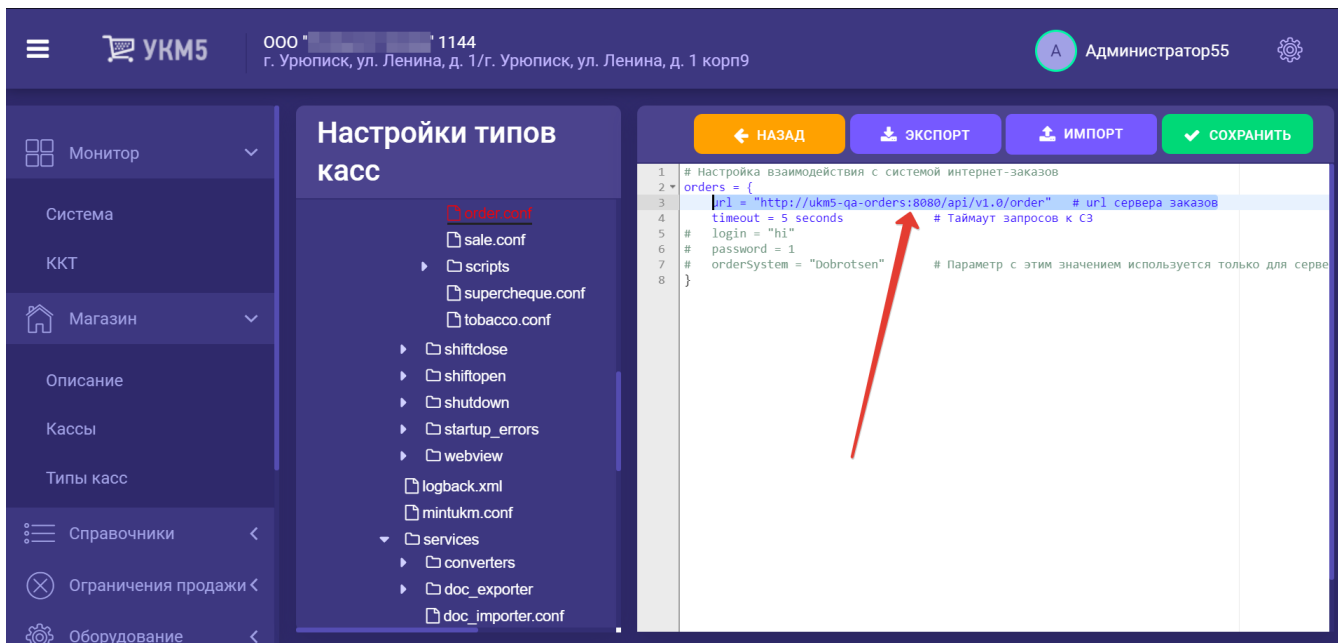 УКМ5
ООО " " 1144
г. Урюписк, ул. Ленина, д. 1/г. Урюписк, ул. Ленина, д. 1 корп9
А
Администратор55
Монитор
Система
ККТ
Магазин
Описание
Кассы
Типы касс
Справочники
Ограничения продажи
Оборудование
Настройки типов
касс
order.conf
sale.conf
scripts
supercheque.conf
tobacco.conf
shiftclose
shiftopen
shutdown
startup_errors
webview
logback.xml
mintukm.conf
services
converters
doc_exporter
doc_importer.conf
НАЗАД
ЭКСПОРТ
ИМПОРТ
СОХРАНИТЬ
1 # Настройка взаимодействия с системой интернет-заказов
2 orders = {
3 url = "http://ukm5-qa-orders:8080/api/v1.0/order" # url сервера заказов
4 timeout = 5 seconds # Таймаут запросов к СЗ
5 # login = "hi"
6 # password = 1
7 # orderSystem = "Dobrotsen" # Параметр с этим значением используется только для серве
8 }